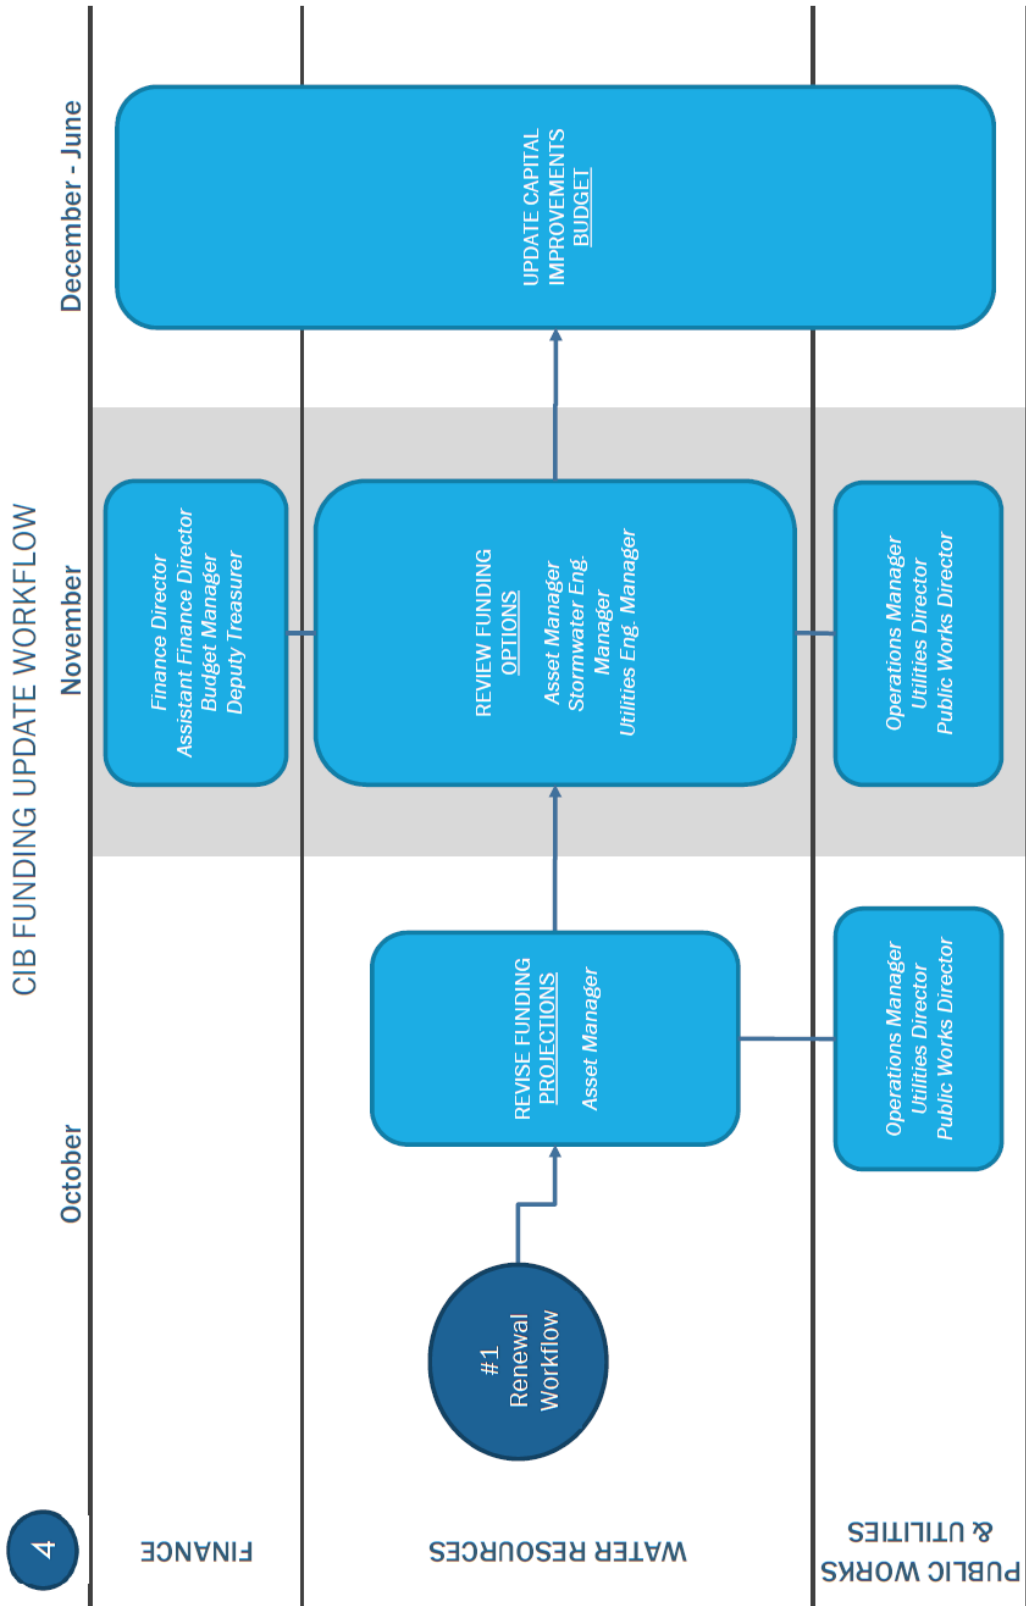 CIB FUNDING UPDATE WORKFLOW
4
October
November
December - June
FINANCE
Finance Director
Assistant Finance Director
Budget Manager
Deputy Treasurer
WATER RESOURCES
#1
Renewal
Workflow
REVISE FUNDING
PROJECTIONS
Asset Manager
REVIEW FUNDING
OPTIONS
Asset Manager
Stormwater Eng.
Manager
Utilities Eng. Manager
UPDATE CAPITAL
IMPROVEMENTS
BUDGET
PUBLIC WORKS
& UTILITIES
Operations Manager
Utilities Director
Public Works Director
Operations Manager
Utilities Director
Public Works Director